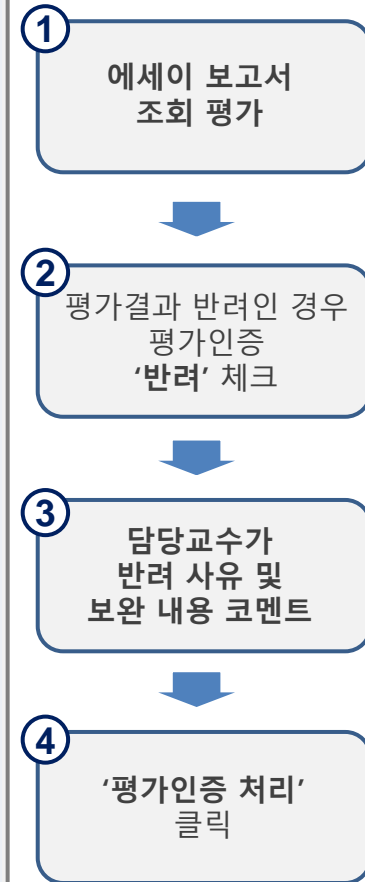 1
에세이 보고서
조회 평가
2
평가결과 반려인 경우
평가인증
‘반려’ 체크
3
담당교수가
반려 사유 및
보완 내용 코멘트
4
‘평가인증 처리’
클릭